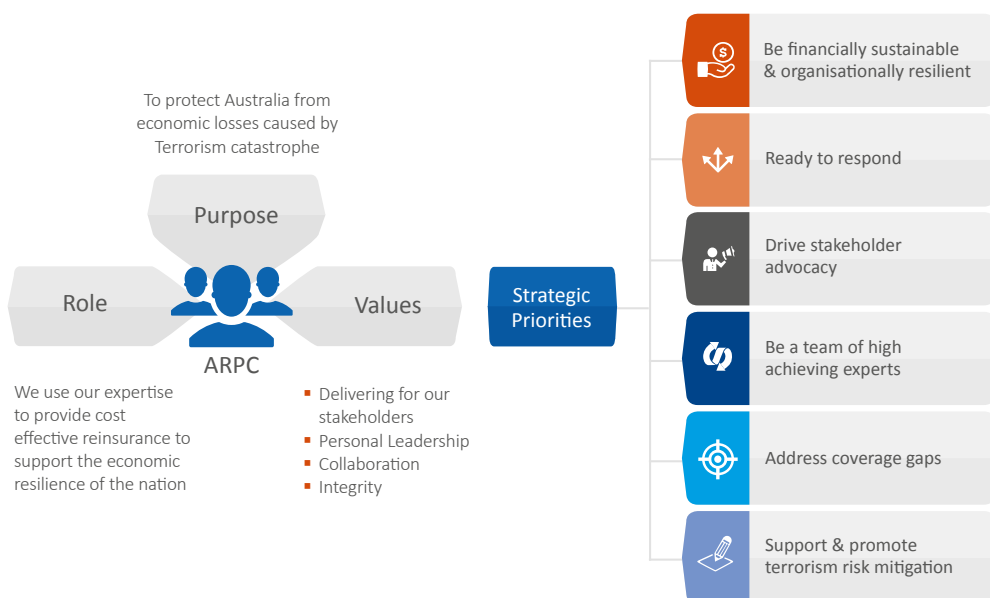 To protect Australia from
economic losses caused by
Terrorism catastrophe
Purpose
Role
Values
ARPC
We use our expertise
to provide cost
effective reinsurance to
support the economic
resilience of the nation
▪ Delivering for our
stakeholders
▪ Personal Leadership
▪ Collaboration
▪ Integrity
Strategic
Priorities
$
Be financially sustainable
& organisationally resilient
Ready to respond
Drive stakeholder
advocacy
Be a team of high
achieving experts
Address coverage gaps
Support & promote
terrorism risk mitigation